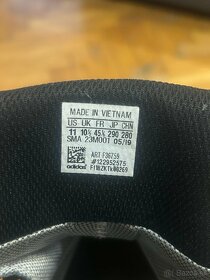 MADE IN VIETNAM
US UK FR JP CHN
11 10½ 45⅓ 290 280
SMA 23M001 05/19
ART F36759
#122952575
adidas